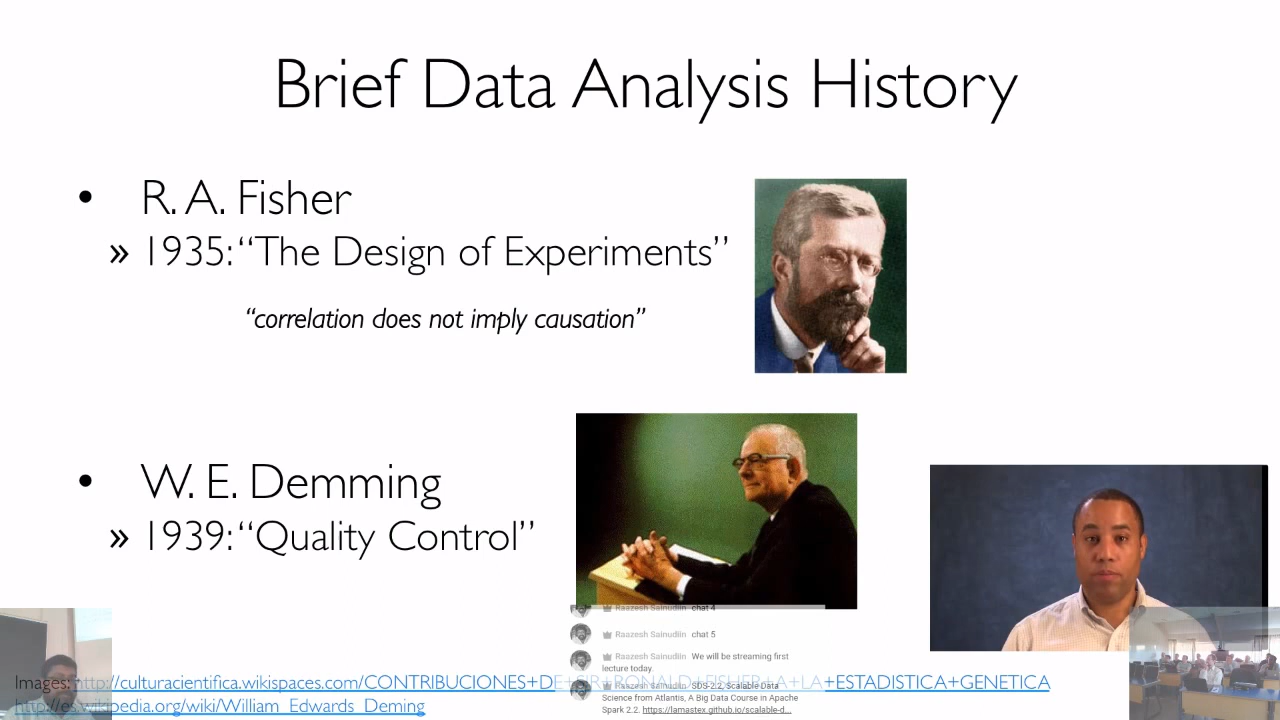 Brief Data Analysis History
• R. A. Fisher
» 1935: “The Design of Experiments”
“correlation does not imply causation”
• W. E. Demming
» 1939: “Quality Control”
Raazesh Sainudiin chat 4
Raazesh Sainudiin chat 5
Raazesh Sainudiin We will be streaming first
lecture today.
Raazesh Sainudiin SDS-2.2, Scalable Data
Science from Atlantis, A Big Data Course in Apache
Spark 2.2. https://lamastex.github.io/scalable-d...
Images: http://culturacientifica.wikispaces.com/CONTRIBUCIONES+DE+SIR+RONALD+FISHER+A+LA+ESTADISTICA+GENETICA
http://es.wikipedia.org/wiki/William_Edwards_Deming